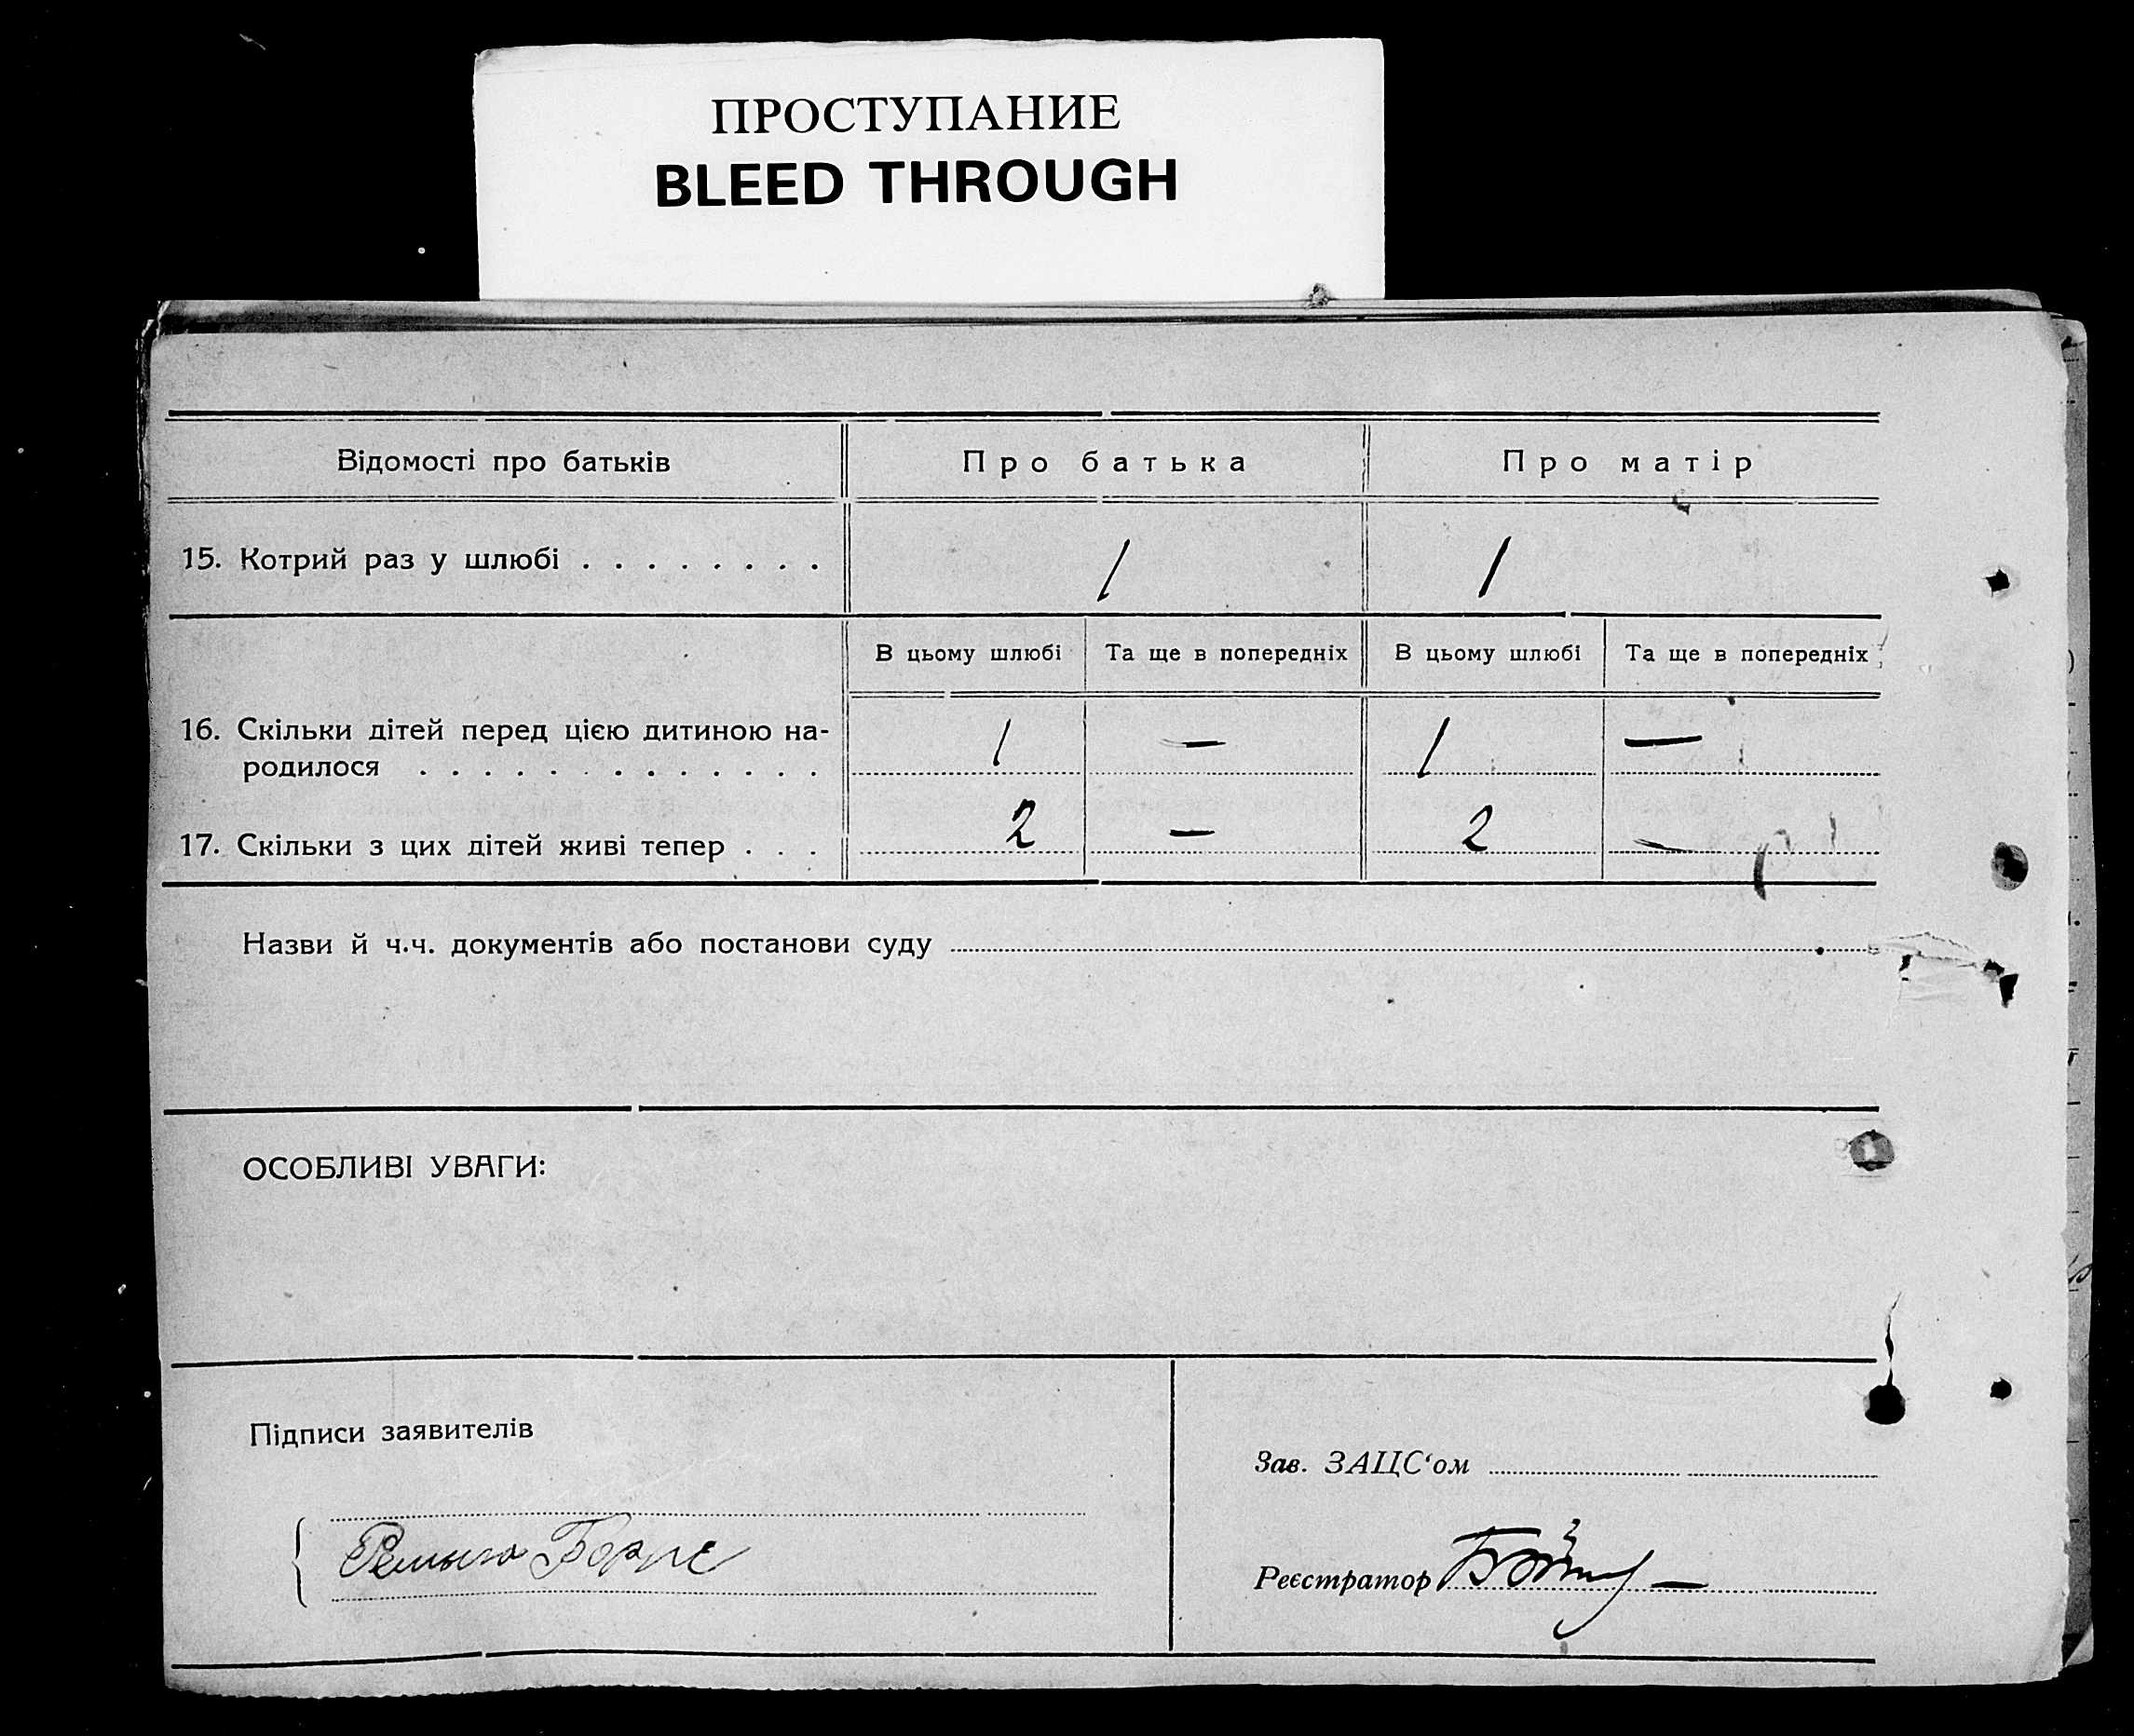 ПРОСТУПАНИЕ
BLEED THROUGH
Відомості про батьків Про батька Про матір
15. Котрий раз у шлюбі . . . . . . . . 1 1
В цьому шлюбі Та ще в попередніх В цьому шлюбі Та ще в попередніх
16. Скільки дітей перед цією дитиною на-
родилося . . . . . . . . . . . . . 1 — 1 —
17. Скільки з цих дітей живі тепер . . . 2 — 2 —
Назви й ч.ч. документів або постанови суду
ОСОБЛИВІ УВАГИ:
Підписи заявителів
Зав. ЗАЦС‘ом
Борис
Реєстратор